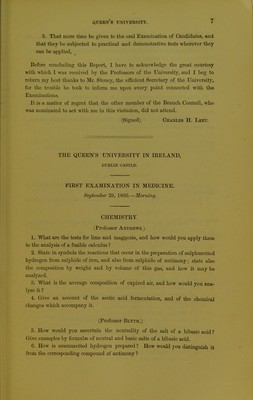 QUEEN'S UNIVERSITY. 7
3. That more time be given to the oral Examination of Candidates, and
that they be subjected to practical and demonstrative tests wherever they
can be applied.
Before concluding this Report, I have to acknowledge the great courtesy
with which I was received by the Professors of the University, and I beg to
return my best thanks to Mr. Stoney, the efficient Secretary of the University,
for the trouble he took to inform me upon every point connected with the
Examinations.
It is a matter of regret that the other member of the Branch Council, who
was nominated to act with me in this visitation, did not attend.
(Signed) CHARLES H. LEET.
THE QUEEN'S UNIVERSITY IN IRELAND,
DUBLIN CASTLE.
FIRST EXAMINATION IN MEDICINE.
September 29, 1866.—Morning.
CHEMISTRY.
(Professor ANDREWS.)
1. What are the tests for lime and magnesia, and how would you apply them
to the analysis of a fusible calculus?
2. State in symbols the reactions that occur in the preparation of sulphuretted
hydrogen from sulphide of iron, and also from sulphide of antimony; state also
the composition by weight and by volume of this gas, and how it may be
analyzed.
3. What is the average composition of expired air, and how would you ana-
lyse it?
4. Give an account of the acetic acid fermentation, and of the chemical
changes which accompany it.
(Professor BLYTH.)
5. How would you ascertain the neutrality of the salt of a bibasic acid?
Give examples by formulæ of neutral and basic salts of a bibasic acid.
6. How is arseniuretted hydrogen prepared? How would you distinguish it
from the corresponding compound of antimony?